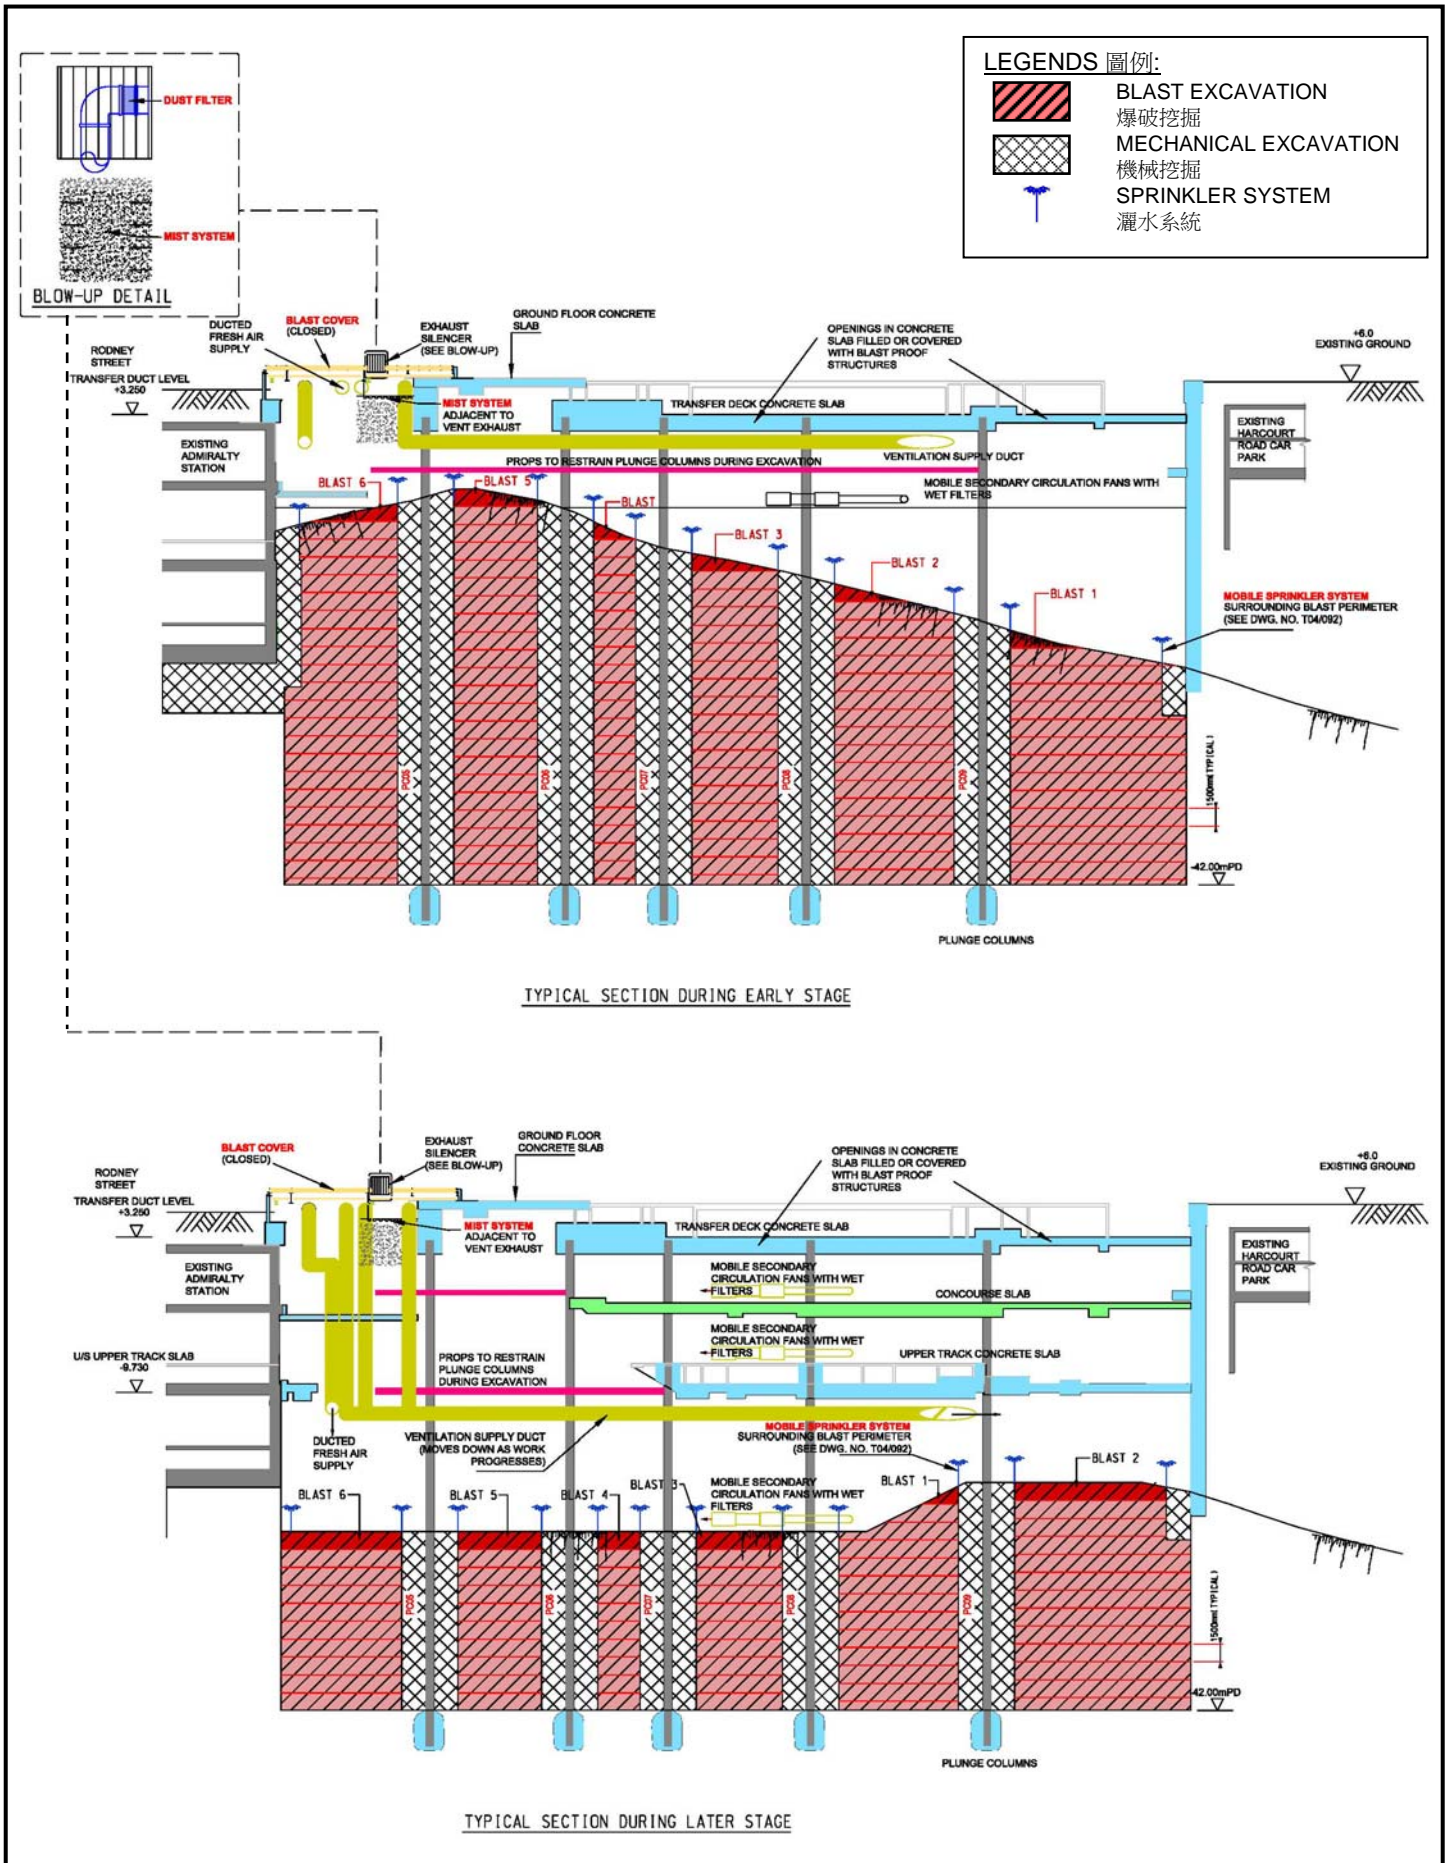 LEGENDS 圖例:
BLAST EXCAVATION
爆破挖掘
MECHANICAL EXCAVATION
機械挖掘
SPRINKLER SYSTEM
灑水系統
DUST FILTER
MIST SYSTEM
BLOW-UP DETAIL
RODNEY
STREET
TRANSFER DUCT LEVEL
+3.250
DUCTED
FRESH AIR
SUPPLY
BLAST COVER
(CLOSED)
EXHAUST
SILENCER
(SEE BLOW-UP)
GROUND FLOOR CONCRETE
SLAB
OPENINGS IN CONCRETE
SLAB FILLED OR COVERED
WITH BLAST PROOF
STRUCTURES
+6.0
EXISTING GROUND
MIST SYSTEM
ADJACENT TO
VENT EXHAUST
TRANSFER DECK CONCRETE SLAB
EXISTING
ADMIRALTY
STATION
EXISTING
HARCOURT
ROAD CAR
PARK
VENTILATION SUPPLY DUCT
PROPS TO RESTRAIN PLUNGE COLUMNS DURING EXCAVATION
MOBILE SECONDARY CIRCULATION FANS WITH
WET FILTERS
BLAST 6
BLAST 5
BLAST
BLAST 3
BLAST 2
BLAST 1
MOBILE SPRINKLER SYSTEM
SURROUNDING BLAST PERIMETER
(SEE DWG. NO. T04/092)
PC05
PC06
PC07
PC08
PC09
1500mm(TYPICAL)
-42.00mPD
PLUNGE COLUMNS
TYPICAL SECTION DURING EARLY STAGE
RODNEY
STREET
TRANSFER DUCT LEVEL
+3.250
BLAST COVER
(CLOSED)
EXHAUST
SILENCER
(SEE BLOW-UP)
GROUND FLOOR
CONCRETE SLAB
OPENINGS IN CONCRETE
SLAB FILLED OR COVERED
WITH BLAST PROOF
STRUCTURES
+6.0
EXISTING GROUND
MIST SYSTEM
ADJACENT TO
VENT EXHAUST
TRANSFER DECK CONCRETE SLAB
EXISTING
ADMIRALTY
STATION
EXISTING
HARCOURT
ROAD CAR
PARK
MOBILE SECONDARY
CIRCULATION FANS WITH WET
FILTERS
CONCOURSE SLAB
MOBILE SECONDARY
CIRCULATION FANS WITH WET
FILTERS
UPPER TRACK CONCRETE SLAB
U/S UPPER TRACK SLAB
-9.730
PROPS TO RESTRAIN
PLUNGE COLUMNS
DURING EXCAVATION
DUCTED
FRESH AIR
SUPPLY
VENTILATION SUPPLY DUCT
(MOVES DOWN AS WORK
PROGRESSES)
MOBILE SPRINKLER SYSTEM
SURROUNDING BLAST PERIMETER
(SEE DWG. NO. T04/092)
MOBILE SECONDARY
CIRCULATION FANS WITH WET
FILTERS
BLAST 6
BLAST 5
BLAST 4
BLAST 3
BLAST 1
BLAST 2
PC05
PC06
PC07
PC08
PC09
1500mm(TYPICAL)
-42.00mPD
PLUNGE COLUMNS
TYPICAL SECTION DURING LATER STAGE